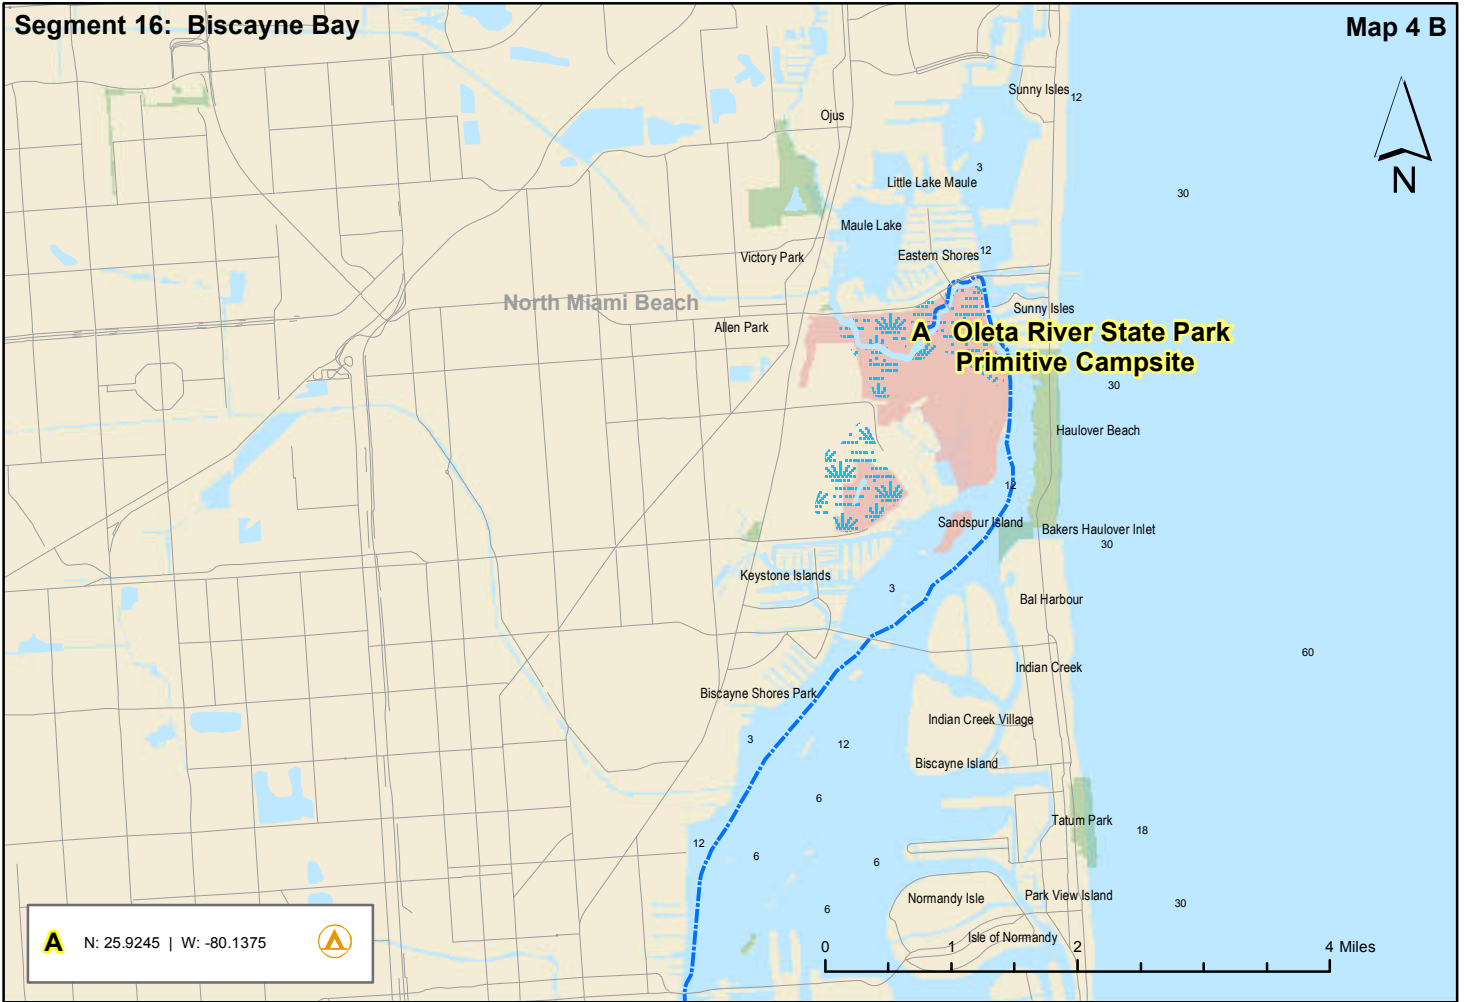 Segment 16: Biscayne Bay
Map 4 B
Sunny Isles
12
Ojus
N
3
Little Lake Maule
30
Maule Lake
Eastern Shores
12
Victory Park
North Miami Beach
Sunny Isles
Allen Park
A Oleta River State Park
Primitive Campsite
30
Haulover Beach
12
Sandspur Island
Bakers Haulover Inlet
30
Keystone Islands
3
Bal Harbour
60
Indian Creek
Biscayne Shores Park
Indian Creek Village
3
12
Biscayne Island
6
Tatum Park
18
12
6
6
Normandy Isle
Park View Island
30
6
Isle of Normandy
0 1 2 4 Miles
A N: 25.9245 | W: -80.1375